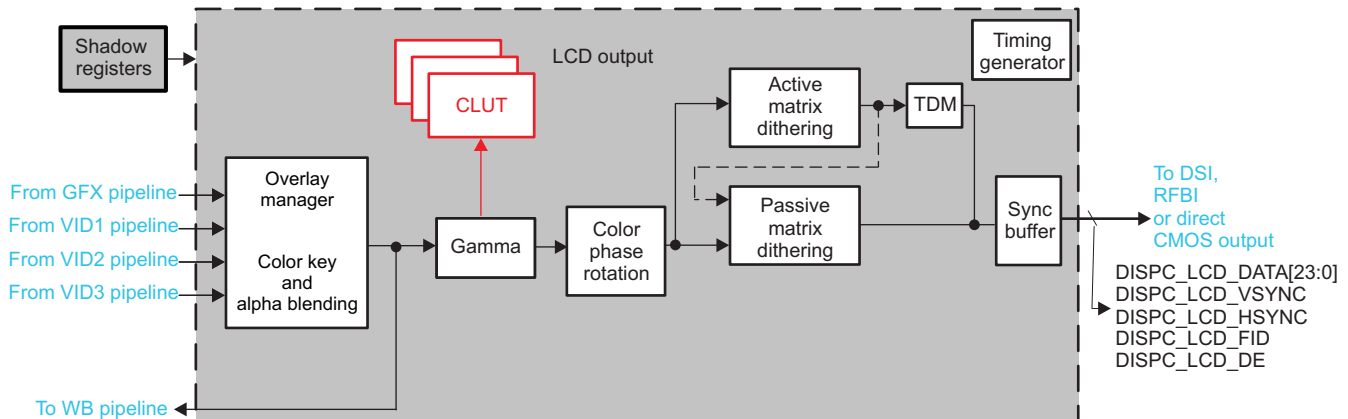 Shadow
registers
LCD output
Timing
generator
CLUT
Active
matrix
dithering
TDM
From GFX pipeline
From VID1 pipeline
From VID2 pipeline
From VID3 pipeline
Overlay
manager
Color key
and
alpha blending
Gamma
Color
phase
rotation
Passive
matrix
dithering
Sync
buffer
To DSI,
RFBI
or direct
CMOS output
DISPC_LCD_DATA[23:0]
DISPC_LCD_VSYNC
DISPC_LCD_HSYNC
DISPC_LCD_FID
DISPC_LCD_DE
To WB pipeline